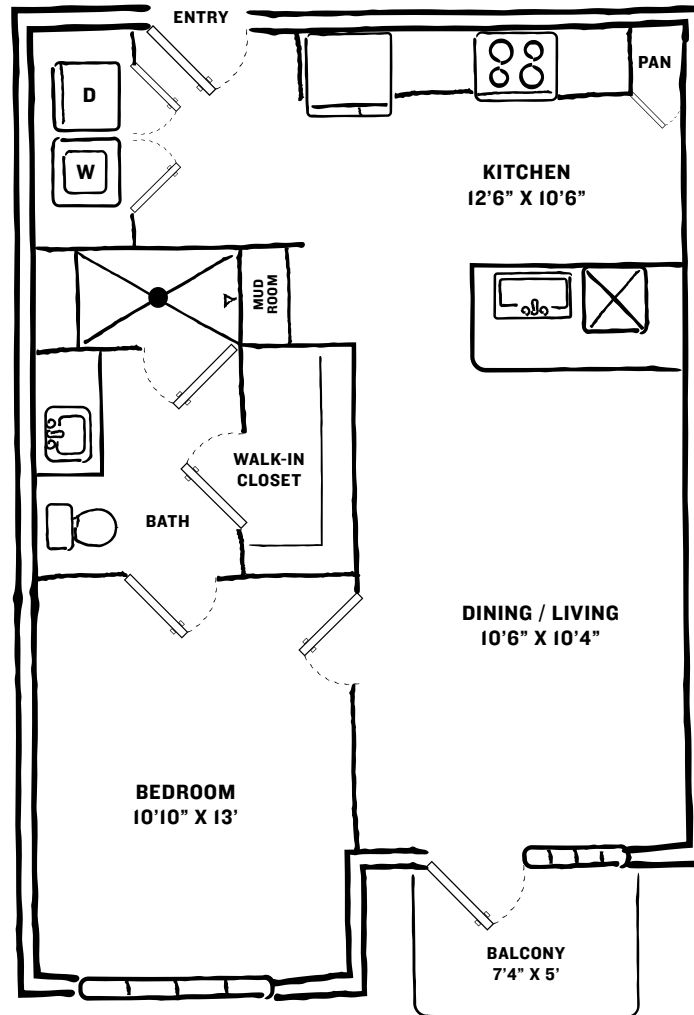 ENTRY
PAN
D
W
KITCHEN
12'6” X 10'6”
MUD
ROOM
WALK-IN
CLOSET
BATH
DINING / LIVING
10'6” X 10'4”
BEDROOM
10'10” X 13'
BALCONY
7'4” X 5'